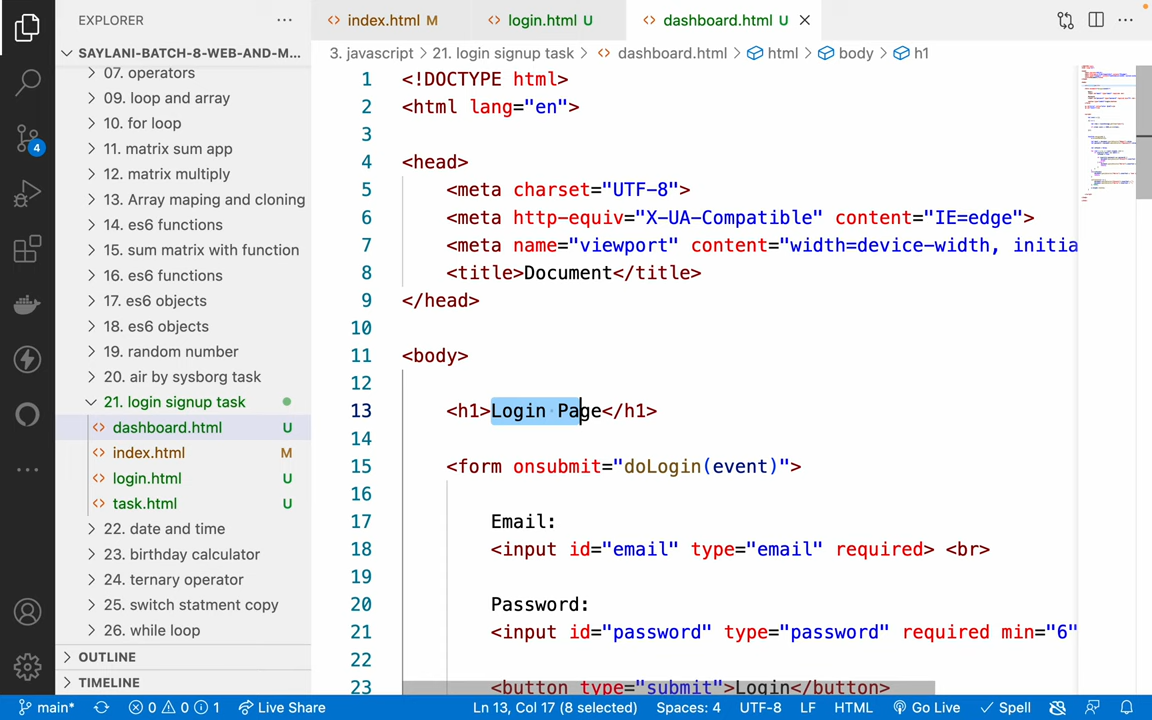 EXPLORER
index.html M
login.html U
dashboard.html U
SAYLANI-BATCH-8-WEB-AND-M...
3. javascript > 21. login signup task > dashboard.html > html > body > h1
07. operators
09. loop and array
10. for loop
11. matrix sum app
12. matrix multiply
13. Array maping and cloning
14. es6 functions
15. sum matrix with function
16. es6 functions
17. es6 objects
18. es6 objects
19. random number
20. air by sysborg task
21. login signup task
dashboard.html U
index.html M
login.html U
task.html U
22. date and time
23. birthday calculator
24. ternary operator
25. switch statment copy
26. while loop
OUTLINE
TIMELINE
4
1 <!DOCTYPE html>
2 <html lang="en">
3
4 <head>
5 <meta charset="UTF-8">
6 <meta http-equiv="X-UA-Compatible" content="IE=edge">
7 <meta name="viewport" content="width=device-width, initia
8 <title>Document</title>
9 </head>
10
11 <body>
12
13 <h1>Login Page</h1>
14
15 <form onsubmit="doLogin(event)">
16
17 Email:
18 <input id="email" type="email" required> <br>
19
20 Password:
21 <input id="password" type="password" required min="6"
22
23 <button type="submit">Login</button>
main* 0 0 1 Live Share Ln 13, Col 17 (8 selected) Spaces: 4 UTF-8 LF HTML Go Live Spell